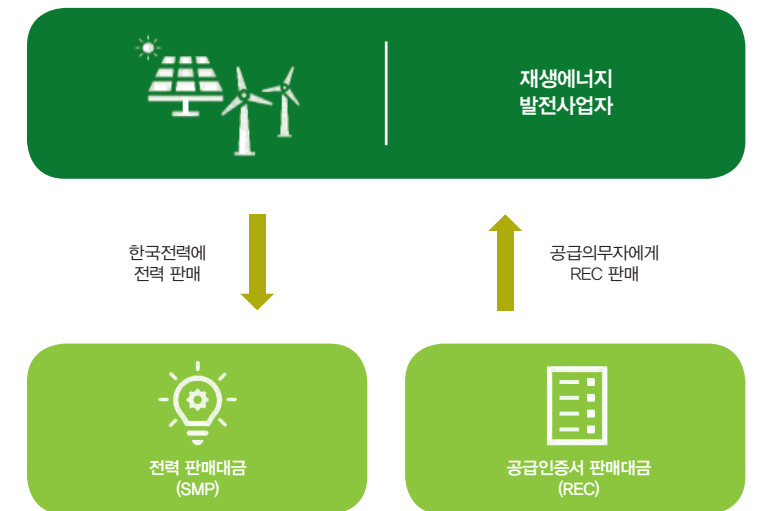 재생에너지
발전사업자
한국전력에
전력 판매
공급의무자에게
REC 판매
전력 판매대금
(SMP)
공급인증서 판매대금
(REC)